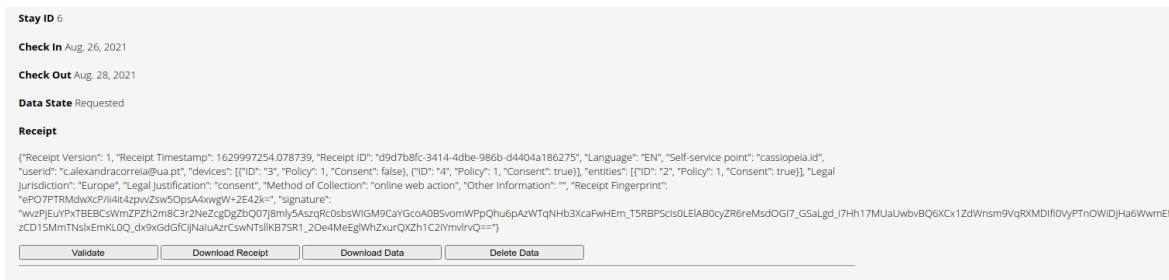 Stay ID 6
Check In Aug. 26, 2021
Check Out Aug. 28, 2021
Data State Requested
Receipt
{"Receipt Version": 1, "Receipt Timestamp": 1629997254.078739, "Receipt ID": "d9d7b8fc-3414-4dbe-986b-d4404a186275", "Language": "EN", "Self-service point": "cassiopeia.id",
"userid": "c.alexandracorreia@ua.pt", "devices": [{"ID": "3", "Policy": 1, "Consent": false}, {"ID": "4", "Policy": 1, "Consent": true}], "entities": [{"ID": "2", "Policy": 1, "Consent": true}], "Legal
Jurisdiction": "Europe", "Legal Justification": "consent", "Method of Collection": "online web action", "Other Information": "", "Receipt Fingerprint":
"ePO7PTRMdwXcP/Ii4it4zpvvZsw5OpsA4xwgW+2E42k=", "signature":
zCD1SMmTNslxEmKL0Q_dx9xGdGfCijNaIuAzrCswNTsllKB7SR1_2Oe4MeEglWhZxurQXZh1C2iYmvlrvQ=="}
Validate Download Receipt Download Data Delete Data